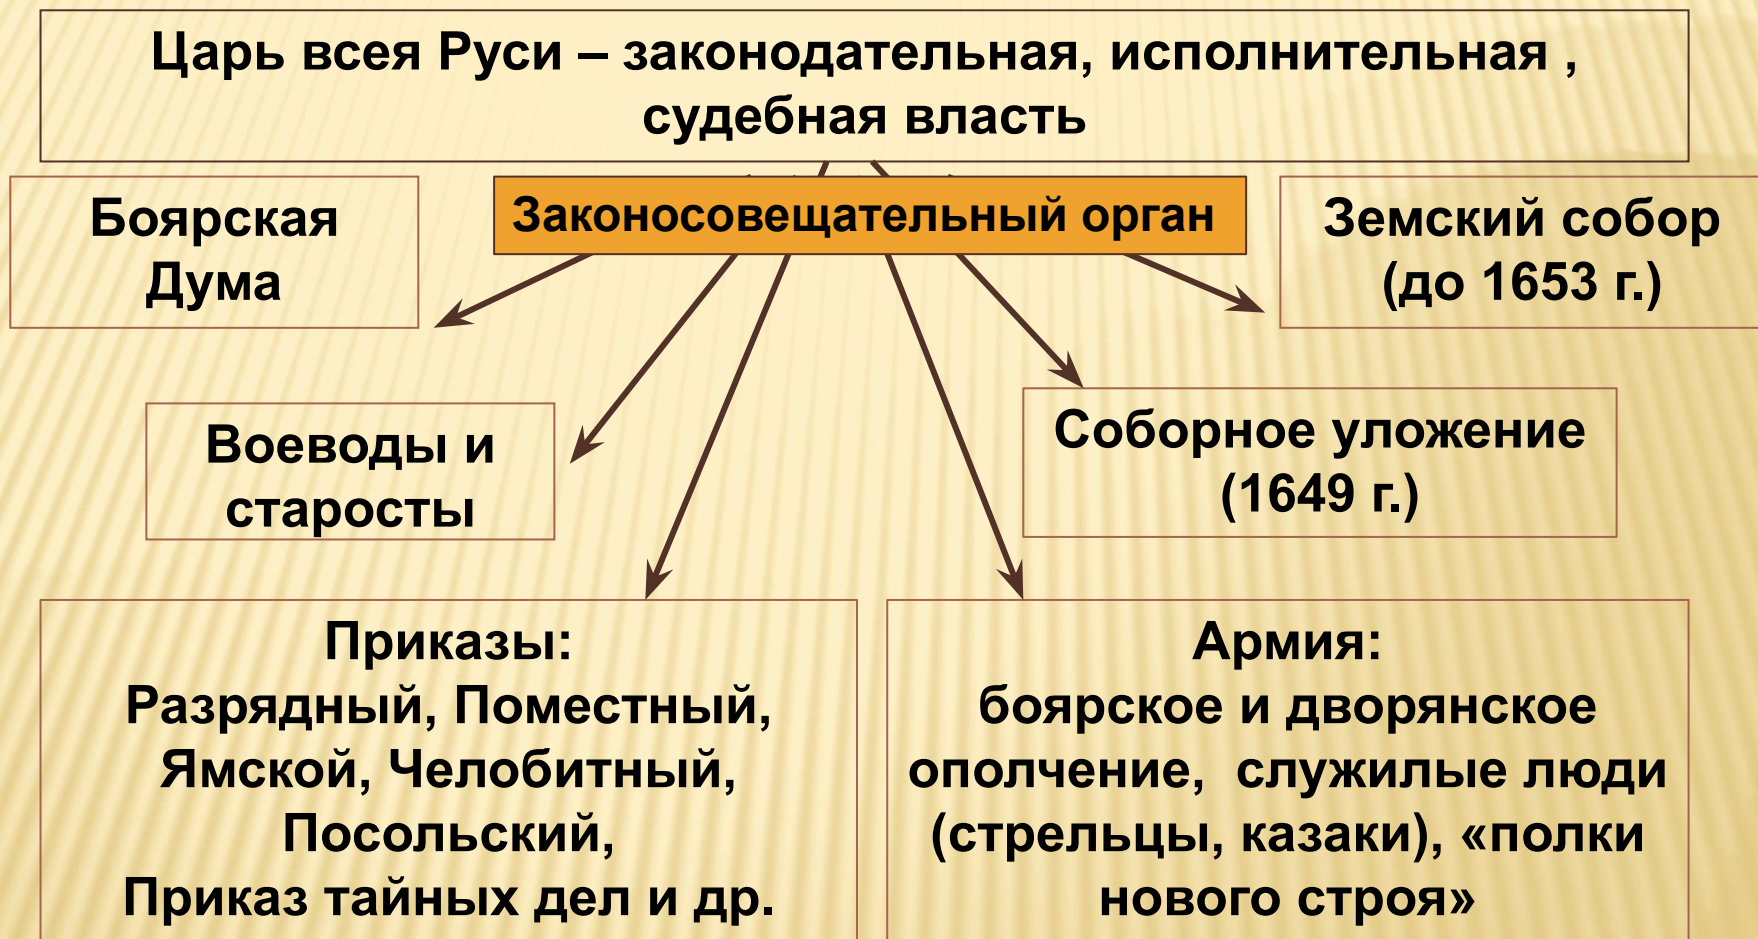 Царь всея Руси – законодательная, исполнительная ,
судебная власть
Боярская
Дума
Законосовещательный орган
Земский собор
(до 1653 г.)
Воеводы и
старосты
Соборное уложение
(1649 г.)
Приказы:
Разрядный, Поместный,
Ямской, Челобитный,
Посольский,
Приказ тайных дел и др.
Армия:
боярское и дворянское
ополчение, служилые люди
(стрельцы, казаки), «полки
нового строя»